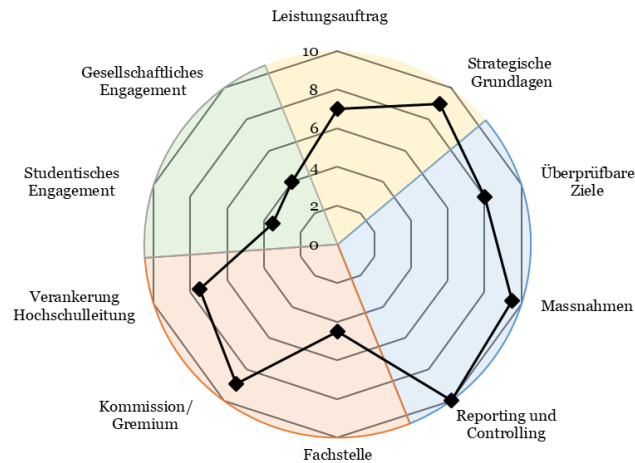 Leistungsauftrag
Strategische
Grundlagen
Überprüfbare
Ziele
Massnahmen
Reporting und
Controlling
Fachstelle
Kommission/
Gremium
Verankerung
Hochschulleitung
Studentisches
Engagement
Gesellschaftliches
Engagement
10
8
6
4
2
0